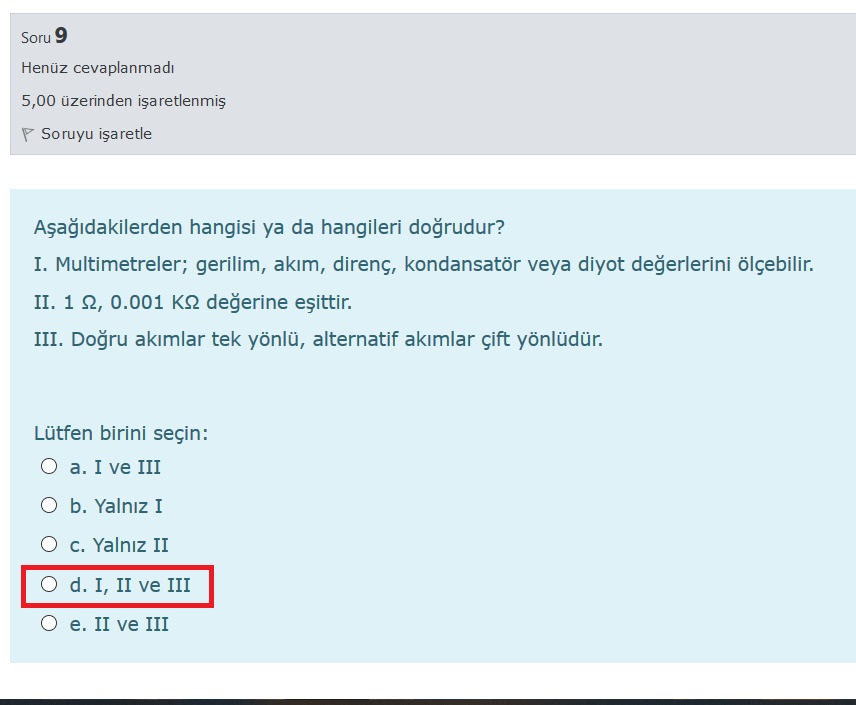 Soru 9
Henüz cevaplanmadı
5,00 üzerinden işaretlenmiş
Soruyu işaretle
Aşağıdakilerden hangisi ya da hangileri doğrudur?
I. Multimetreler; gerilim, akım, direnç, kondansatör veya diyot değerlerini ölçebilir.
II. 1 Ω, 0.001 KΩ değerine eşittir.
III. Doğru akımlar tek yönlü, alternatif akımlar çift yönlüdür.
Lütfen birini seçin:
a. I ve III
b. Yalnız I
c. Yalnız II
d. I, II ve III
e. II ve III